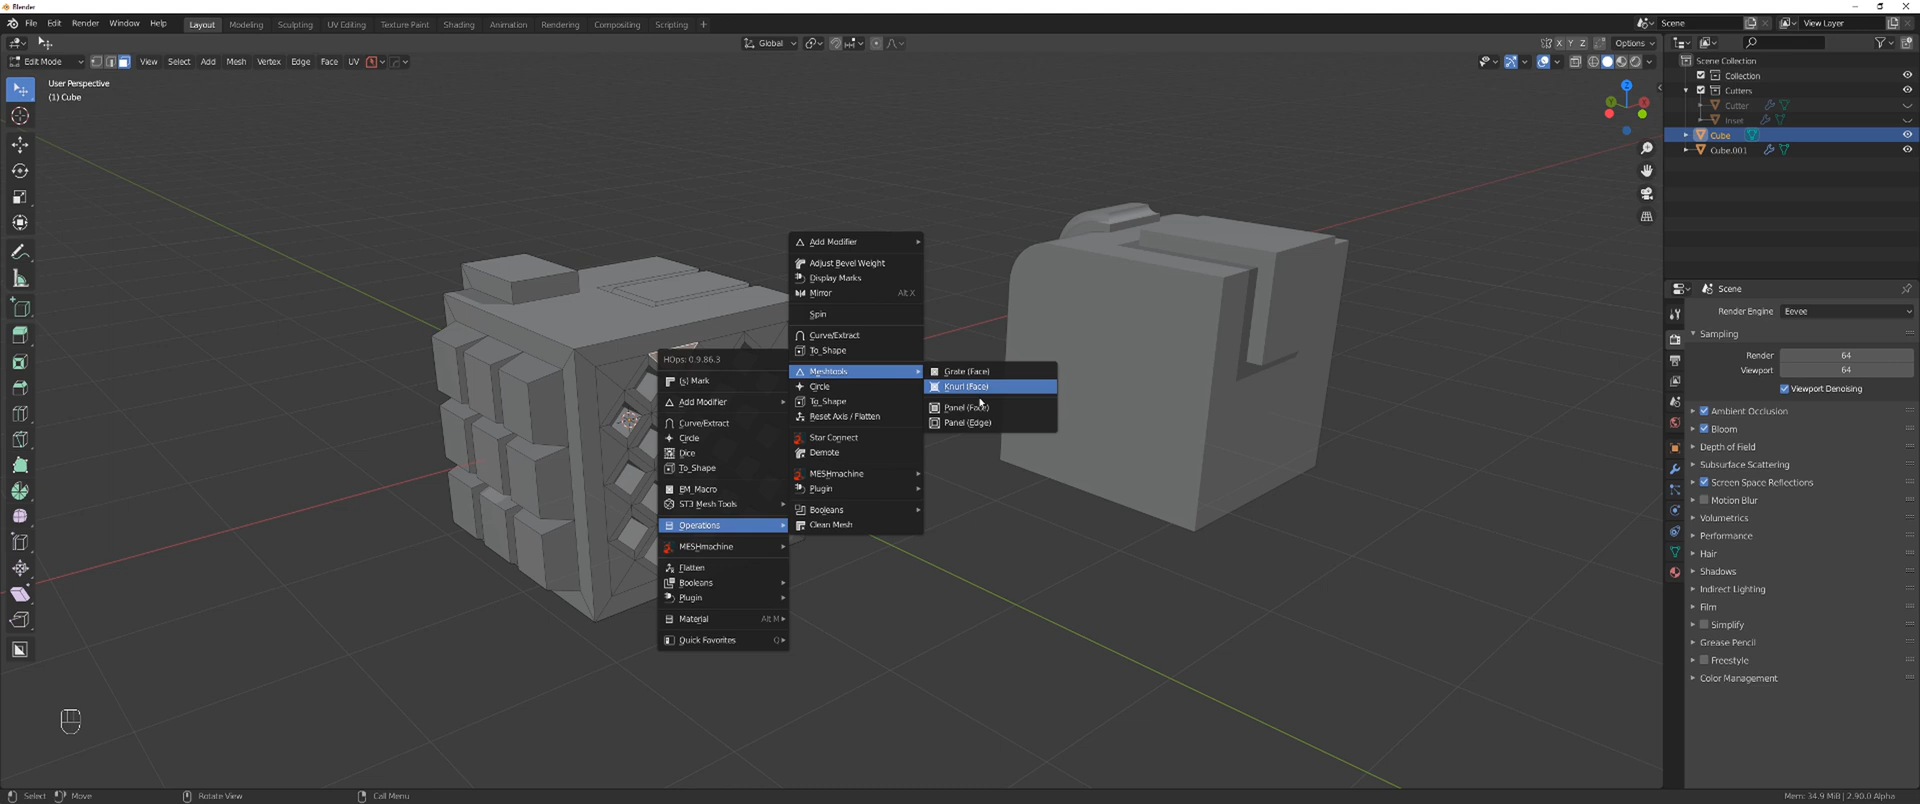 Blender
File Edit Render Window Help
Layout Modeling Sculpting UV Editing Texture Paint Shading Animation Rendering Compositing Scripting +
Scene
View Layer
Global
X Y Z
Options
Edit Mode
View Select Add Mesh Vertex Edge Face UV
User Perspective
(1) Cube
Z
Scene Collection
Collection
Cutters
Cutter
Inset
Cube
Cube.001
Scene
Render Engine Eevee
Sampling
Render 64
Viewport 64
Viewport Denoising
Ambient Occlusion
Bloom
Depth of Field
Subsurface Scattering
Screen Space Reflections
Motion Blur
Volumetrics
Performance
Hair
Shadows
Indirect Lighting
Film
Simplify
Grease Pencil
Freestyle
Color Management
HOps: 0.9.86.3
(s) Mark
Add Modifier
Curve/Extract
Circle
Dice
To_Shape
EM_Macro
ST3 Mesh Tools
Operations
MESHmachine
Flatten
Booleans
Plugin
Material Alt M
Quick Favorites Q
Add Modifier
Adjust Bevel Weight
Display Marks
Mirror Alt X
Spin
Curve/Extract
To_Shape
Meshtools
Circle
To_Shape
Reset Axis / Flatten
Star Connect
Demote
MESHmachine
Plugin
Booleans
Clean Mesh
Grate (Face)
Knurl (Face)
Panel (Face)
Panel (Edge)
Select Move Rotate View Call Menu
Mem: 34.9 MiB | 2.90.0 Alpha